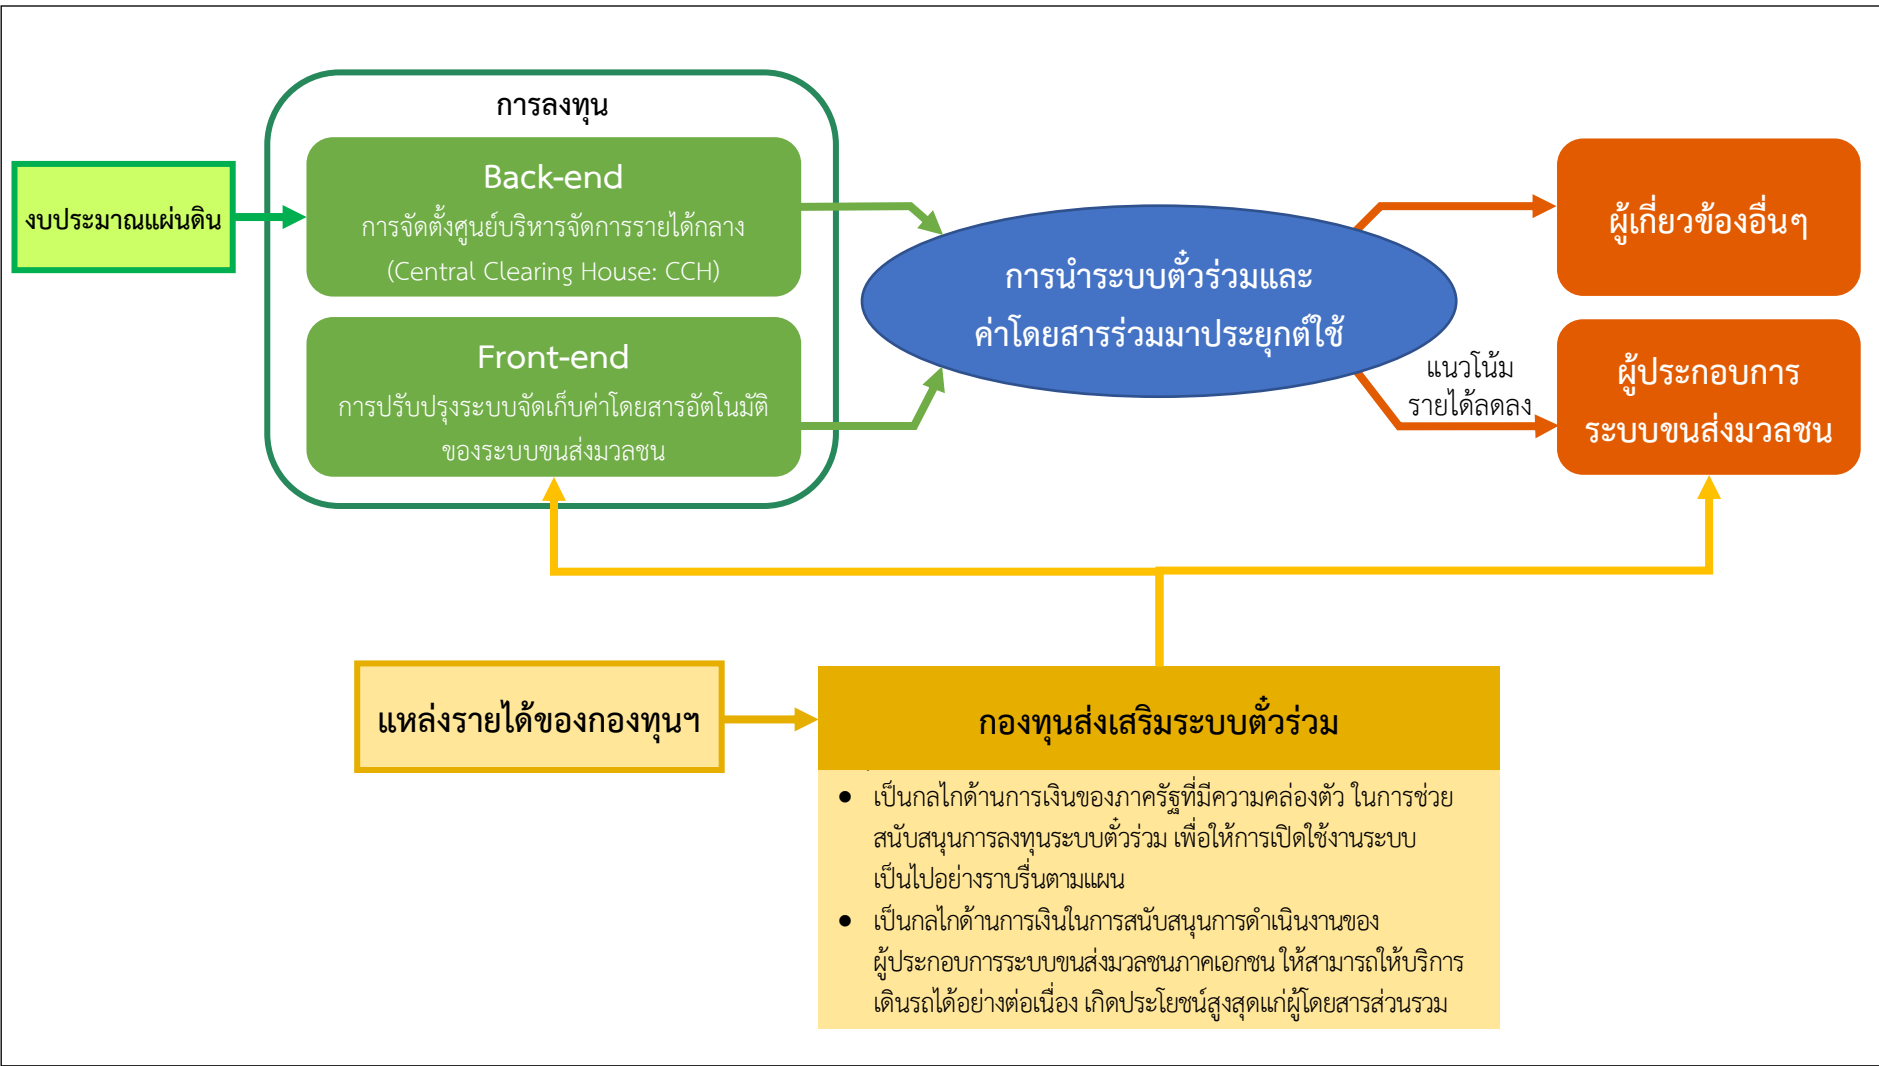 การลงทุน
งบประมาณแผ่นดิน
Back-end
การจัดตั้งศูนย์บริหารจัดการรายได้กลาง
(Central Clearing House: CCH)
Front-end
การปรับปรุงระบบจัดเก็บค่าโดยสารอัตโนมัติ
ของระบบขนส่งมวลชน
การนำระบบตั๋วร่วมและ
ค่าโดยสารร่วมมาประยุกต์ใช้
ผู้เกี่ยวข้องอื่นๆ
แนวโน้ม
รายได้ลดลง
ผู้ประกอบการ
ระบบขนส่งมวลชน
แหล่งรายได้ของกองทุนฯ
กองทุนส่งเสริมระบบตั๋วร่วม
● เป็นกลไกด้านการเงินของภาครัฐที่มีความคล่องตัว ในการช่วย
สนับสนุนการลงทุนระบบตั๋วร่วม เพื่อให้การเปิดใช้งานระบบ
เป็นไปอย่างราบรื่นตามแผน
● เป็นกลไกด้านการเงินในการสนับสนุนการดำเนินงานของ
ผู้ประกอบการระบบขนส่งมวลชนภาคเอกชน ให้สามารถให้บริการ
เดินรถได้อย่างต่อเนื่อง เกิดประโยชน์สูงสุดแก่ผู้โดยสารส่วนรวม